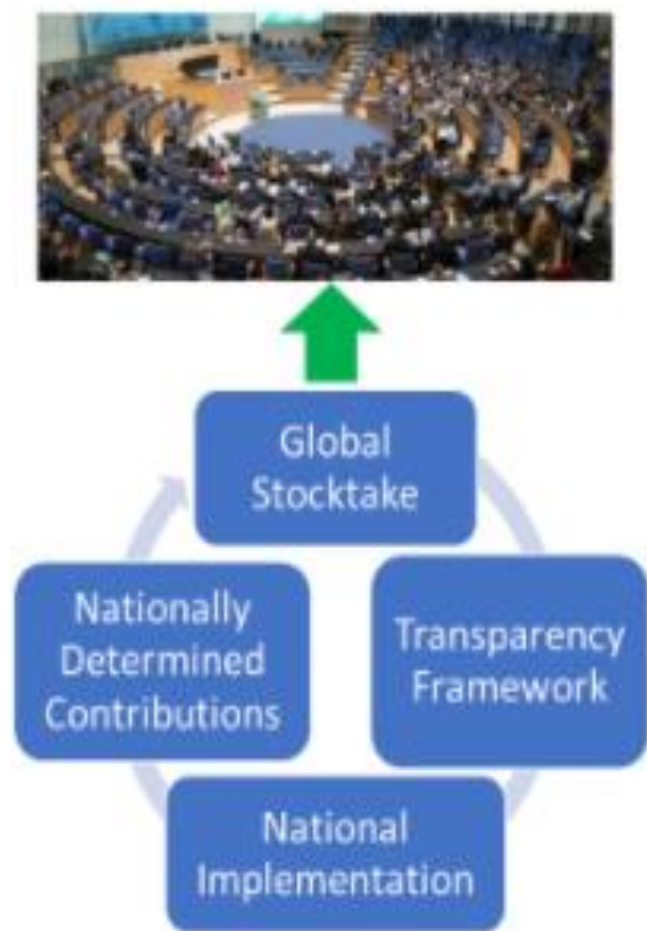 Global
Stocktake
Nationally
Determined
Contributions
Transparency
Framework
National
Implementation